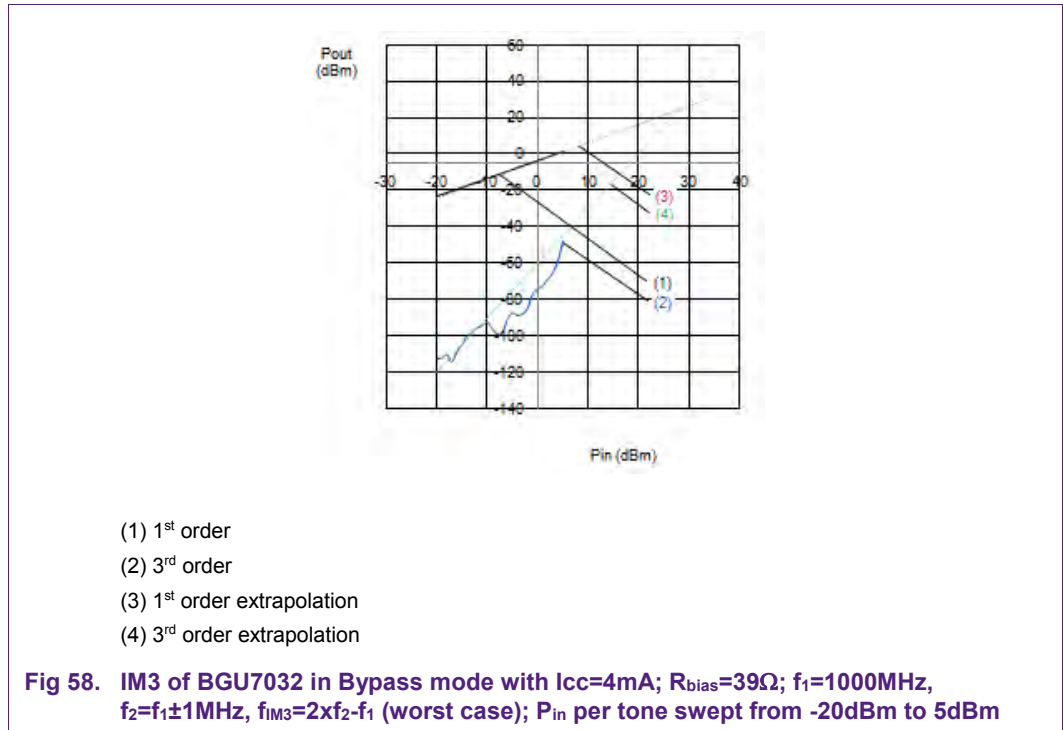 Pout
(dBm)
60
40
20
0
-30 -20 -10 0 10 20 30 40
-20
-40
-60
-80
-100
-120
-140
(3)
(4)
(1)
(2)
Pin (dBm)
(1) 1st order
(2) 3rd order
(3) 1st order extrapolation
(4) 3rd order extrapolation
Fig 58. IM3 of BGU7032 in Bypass mode with Icc=4mA; Rbias=39Ω; f1=1000MHz,
f2=f1±1MHz, fIM3=2xf2-f1 (worst case); Pin per tone swept from -20dBm to 5dBm